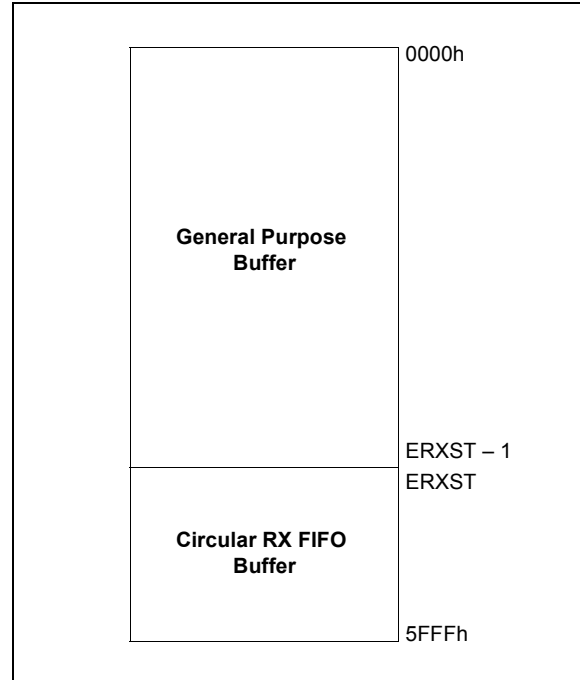 0000h
General Purpose
Buffer
ERXST – 1
ERXST
Circular RX FIFO
Buffer
5FFFh